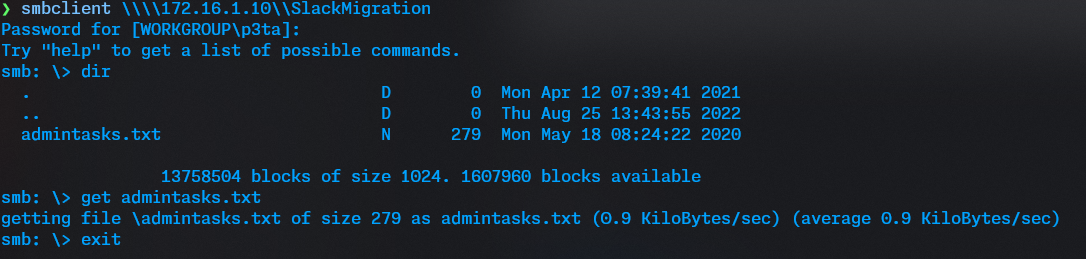 ❯ smbclient \\\\172.16.1.10\\SlackMigration
Password for [WORKGROUP\p3ta]:
Try "help" to get a list of possible commands.
smb: \> dir
  .                                   D        0  Mon Apr 12 07:39:41 2021
  ..                                  D        0  Thu Aug 25 13:43:55 2022
  admintasks.txt                      N      279  Mon May 18 08:24:22 2020
                13758504 blocks of size 1024. 1607960 blocks available
smb: \> get admintasks.txt
getting file \admintasks.txt of size 279 as admintasks.txt (0.9 KiloBytes/sec) (average 0.9 KiloBytes/sec)
smb: \> exit